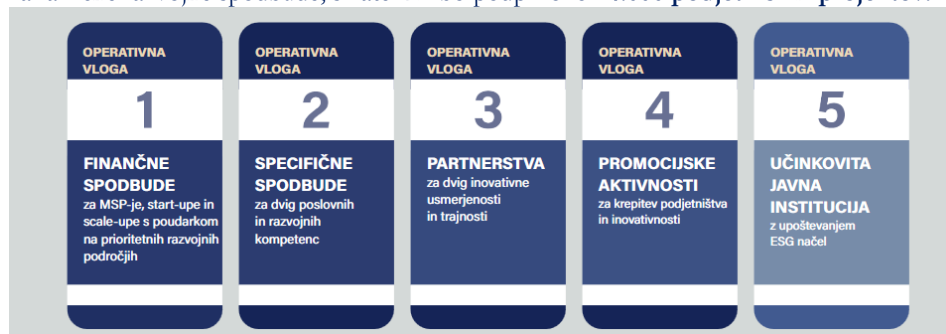 OPERATIVNA
VLOGA
1
FINANČNE
SPODBUDE
za MSP-je, start-upe in
scale-upe s poudarkom
na prioritetnih razvojnih
področjih
OPERATIVNA
VLOGA
2
SPECIFIČNE
SPODBUDE
za dvig poslovnih
in razvojnih
kompetenc
OPERATIVNA
VLOGA
3
PARTNERSTVA
za dvig inovativne
usmerjenosti
in trajnosti
OPERATIVNA
VLOGA
4
PROMOCIJSKE
AKTIVNOSTI
za krepitev podjetništva
in inovativnosti
OPERATIVNA
VLOGA
5
UČINKOVITA
JAVNA
INSTITUCIJA
z upoštevanjem
ESG načel